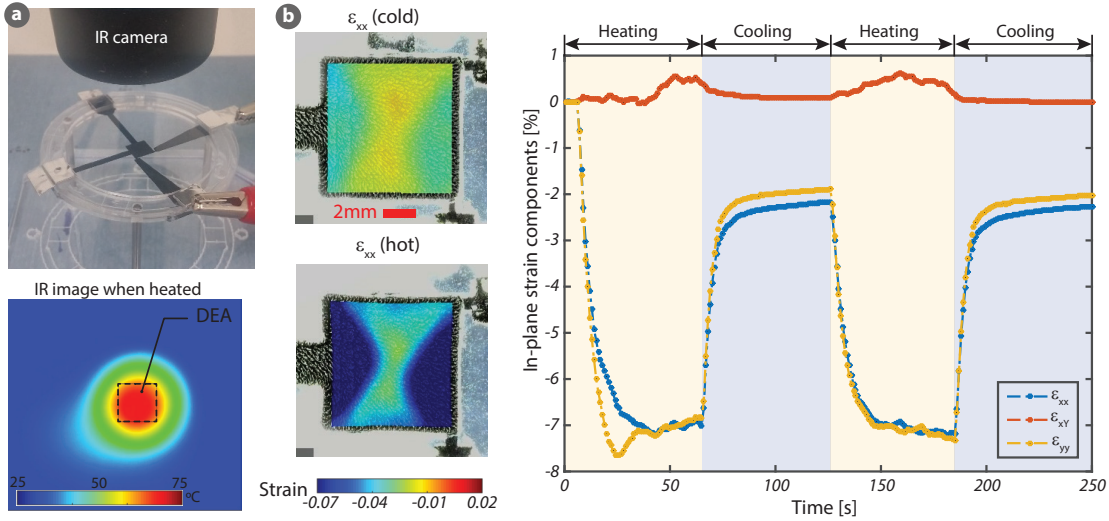 a
IR camera
IR image when heated
DEA
25
50
75
ºC
b
εxx (cold)
2mm
εxx (hot)
Strain
-0.07
-0.04
-0.01
0.02
Heating
Cooling
Heating
Cooling
In-plane strain components [%]
1
0
-1
-2
-3
-4
-5
-6
-7
-8
εxx
εxY
εyy
0
50
100
150
200
250
Time [s]